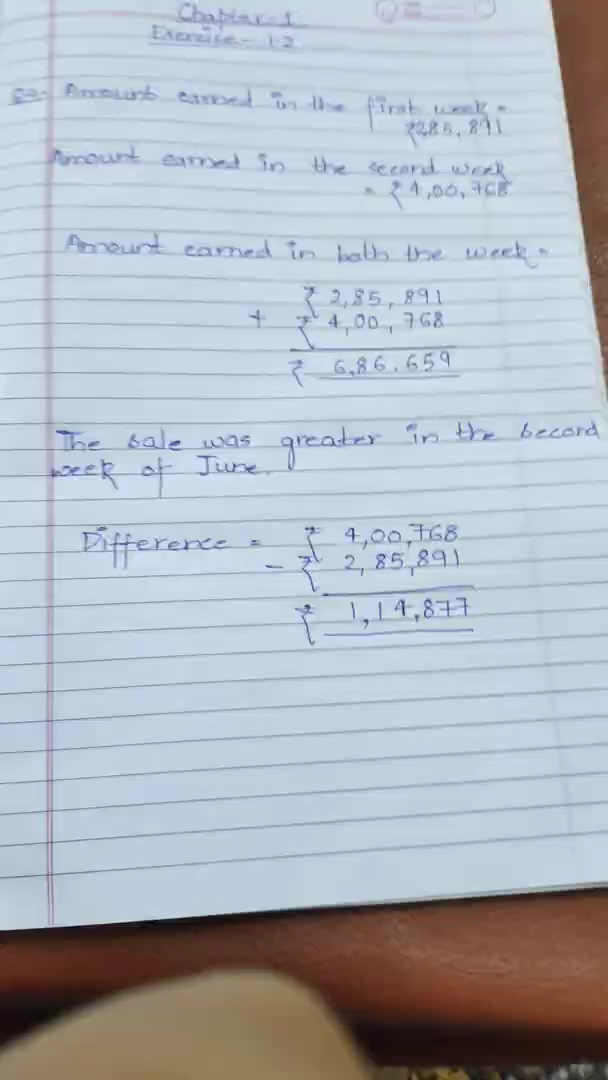 Chapter-1
Exercise-1.2
Q2. Amount earned in the first week =
₹285,891
Amount earned in the second week
= ₹4,00,768
Amount earned in both the week =
₹ 2,85,891
+ ₹ 4,00,768
₹ 6,86,659
The sale was greater in the second
week of June.
Difference = ₹ 4,00,768
- ₹ 2,85,891
₹ 1,14,877